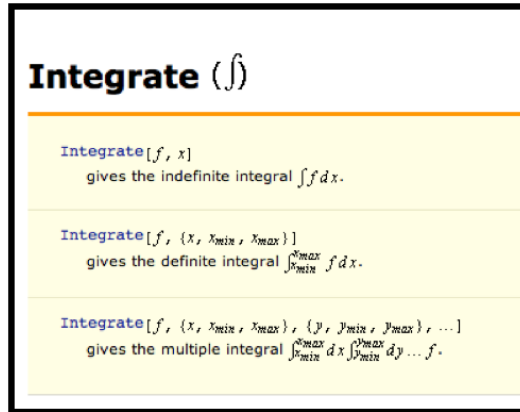 Integrate (∫)
Integrate[f, x]
gives the indefinite integral ∫ f dx.
Integrate[f, {x, xmin, xmax}]
gives the definite integral ∫xminxmax f dx.
Integrate[f, {x, xmin, xmax}, {y, ymin, ymax}, …]
gives the multiple integral ∫xminxmax dx ∫yminymax dy … f.